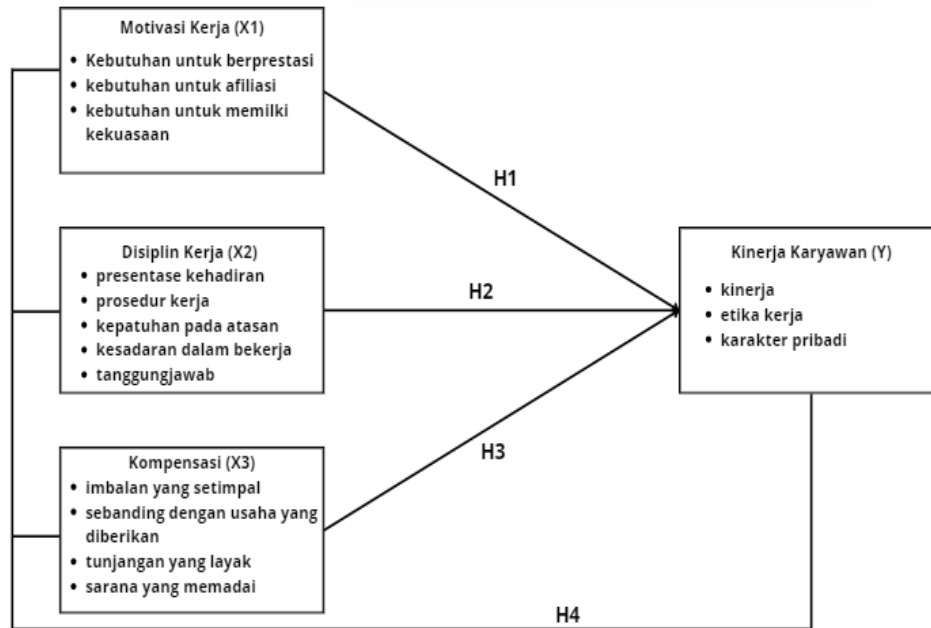 Motivasi Kerja (X1)
• Kebutuhan untuk berprestasi
• kebutuhan untuk afiliasi
• kebutuhan untuk memilki
kekuasaan
H1
Disiplin Kerja (X2)
• presentase kehadiran
• prosedur kerja
• kepatuhan pada atasan
• kesadaran dalam bekerja
• tanggungjawab
H2
Kinerja Karyawan (Y)
• kinerja
• etika kerja
• karakter pribadi
H3
Kompensasi (X3)
• imbalan yang setimpal
• sebanding dengan usaha yang
diberikan
• tunjangan yang layak
• sarana yang memadai
H4